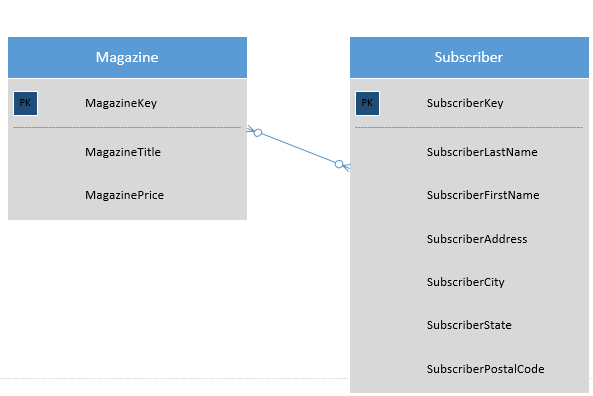 Magazine
PK MagazineKey
MagazineTitle
MagazinePrice
Subscriber
PK SubscriberKey
SubscriberLastName
SubscriberFirstName
SubscriberAddress
SubscriberCity
SubscriberState
SubscriberPostalCode